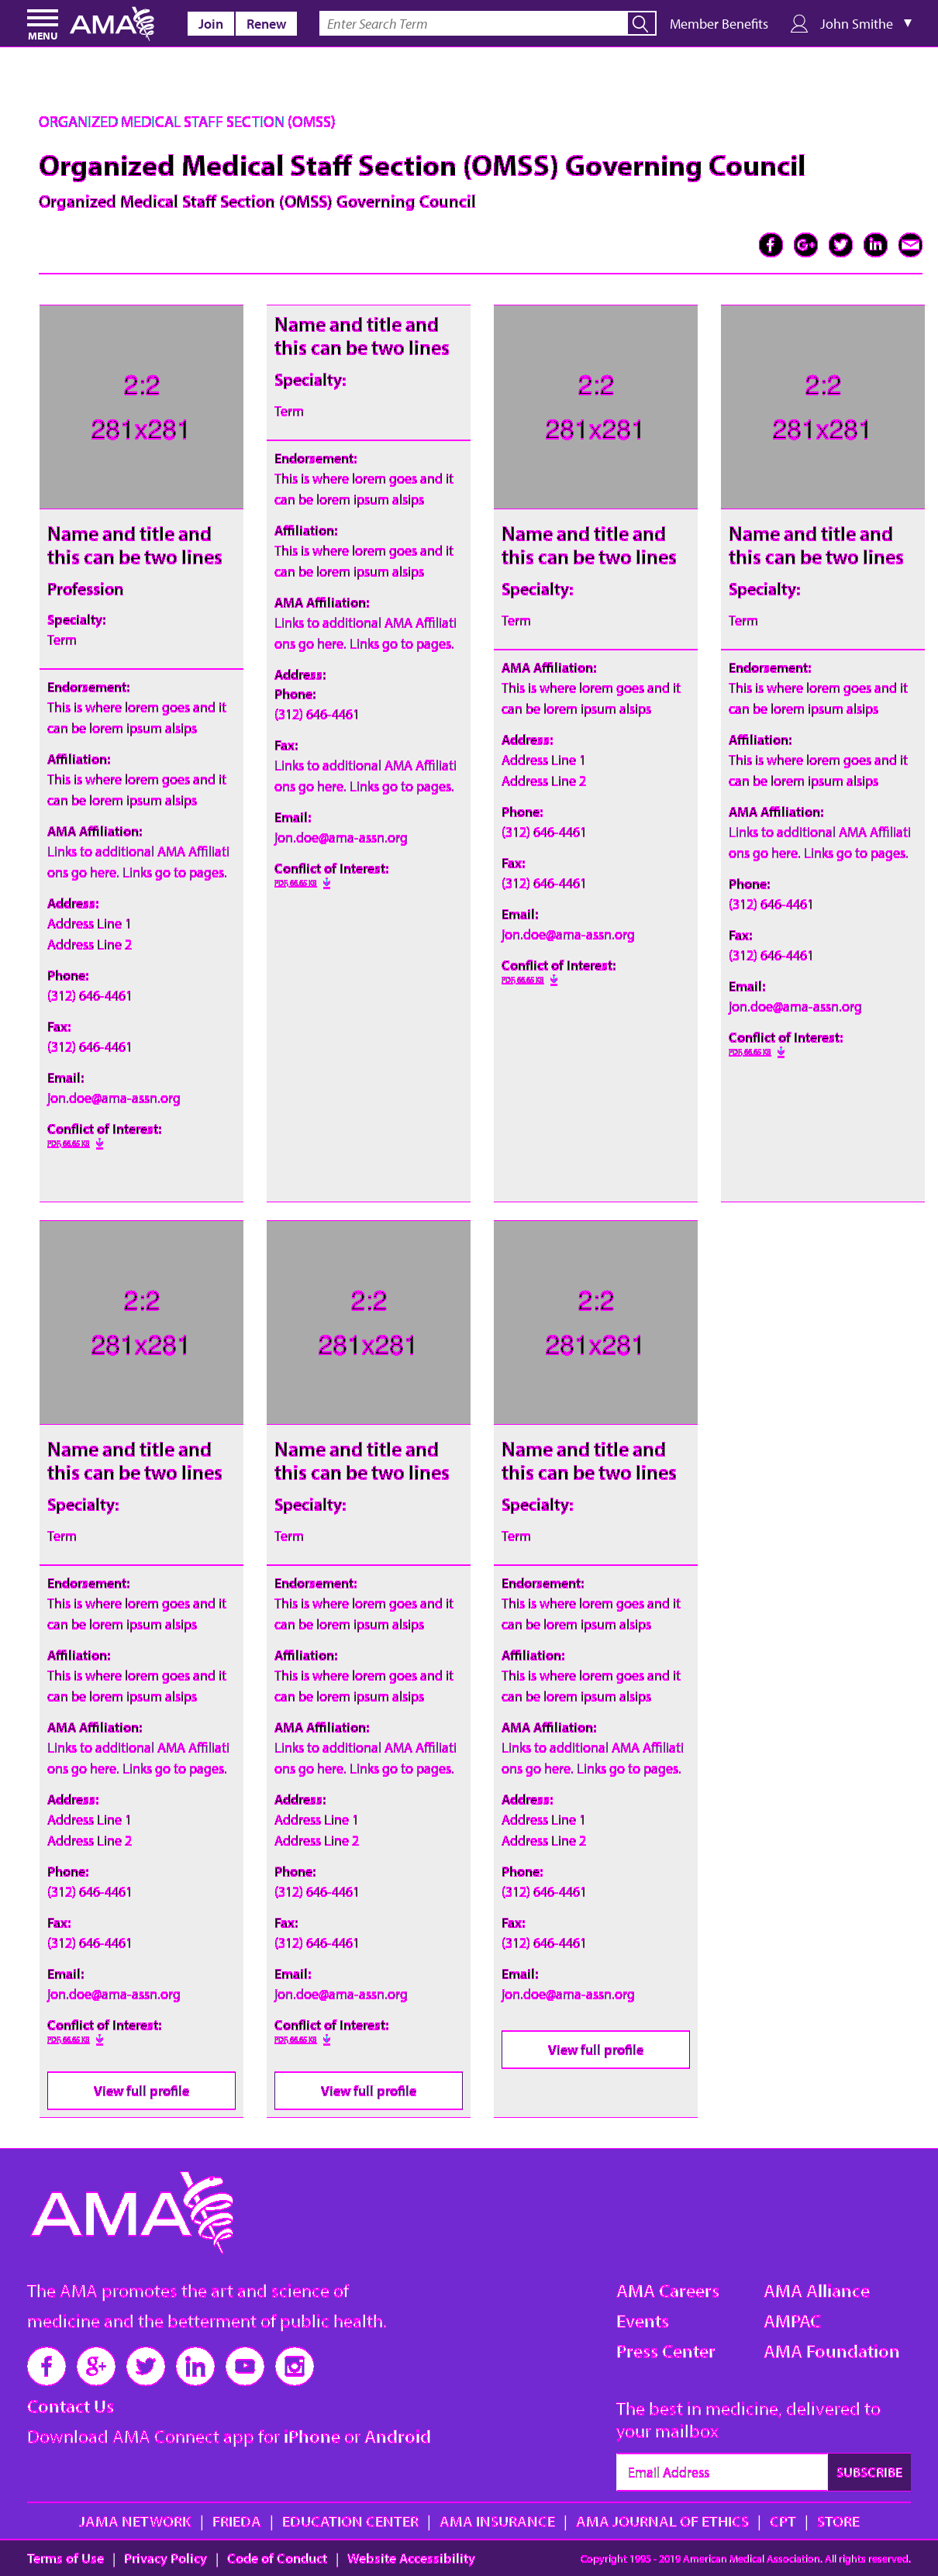 MENU
AMA
Join
Renew
Enter Search Term
Member Benefits
John Smithe
ORGANIZED MEDICAL STAFF SECTION (OMSS)
Organized Medical Staff Section (OMSS) Governing Council
Organized Medical Staff Section (OMSS) Governing Council
2:2
281x281
Name and title and
this can be two lines
Profession
Specialty:
Term
Endorsement:
This is where lorem goes and it
can be lorem ipsum alsips
Affiliation:
This is where lorem goes and it
can be lorem ipsum alsips
AMA Affiliation:
Links to additional AMA Affiliati
ons go here. Links go to pages.
Address:
Address Line 1
Address Line 2
Phone:
(312) 646-4461
Fax:
(312) 646-4461
Email:
Jon.doe@ama-assn.org
Conflict of Interest:
PDF, 66.65 KB
Name and title and
this can be two lines
Specialty:
Term
Endorsement:
This is where lorem goes and it
can be lorem ipsum alsips
Affiliation:
This is where lorem goes and it
can be lorem ipsum alsips
AMA Affiliation:
Links to additional AMA Affiliati
ons go here. Links go to pages.
Address:
Phone:
(312) 646-4461
Fax:
Links to additional AMA Affiliati
ons go here. Links go to pages.
Email:
Jon.doe@ama-assn.org
Conflict of Interest:
PDF, 66.65 KB
2:2
281x281
Name and title and
this can be two lines
Specialty:
Term
AMA Affiliation:
This is where lorem goes and it
can be lorem ipsum alsips
Address:
Address Line 1
Address Line 2
Phone:
(312) 646-4461
Fax:
(312) 646-4461
Email:
Jon.doe@ama-assn.org
Conflict of Interest:
PDF, 66.65 KB
2:2
281x281
Name and title and
this can be two lines
Specialty:
Term
Endorsement:
This is where lorem goes and it
can be lorem ipsum alsips
Affiliation:
This is where lorem goes and it
can be lorem ipsum alsips
AMA Affiliation:
Links to additional AMA Affiliati
ons go here. Links go to pages.
Phone:
(312) 646-4461
Fax:
(312) 646-4461
Email:
Jon.doe@ama-assn.org
Conflict of Interest:
PDF, 66.65 KB
2:2
281x281
Name and title and
this can be two lines
Specialty:
Term
Endorsement:
This is where lorem goes and it
can be lorem ipsum alsips
Affiliation:
This is where lorem goes and it
can be lorem ipsum alsips
AMA Affiliation:
Links to additional AMA Affiliati
ons go here. Links go to pages.
Address:
Address Line 1
Address Line 2
Phone:
(312) 646-4461
Fax:
(312) 646-4461
Email:
Jon.doe@ama-assn.org
Conflict of Interest:
PDF, 66.65 KB
View full profile
2:2
281x281
Name and title and
this can be two lines
Specialty:
Term
Endorsement:
This is where lorem goes and it
can be lorem ipsum alsips
Affiliation:
This is where lorem goes and it
can be lorem ipsum alsips
AMA Affiliation:
Links to additional AMA Affiliati
ons go here. Links go to pages.
Address:
Address Line 1
Address Line 2
Phone:
(312) 646-4461
Fax:
(312) 646-4461
Email:
Jon.doe@ama-assn.org
Conflict of Interest:
PDF, 66.65 KB
View full profile
2:2
281x281
Name and title and
this can be two lines
Specialty:
Term
Endorsement:
This is where lorem goes and it
can be lorem ipsum alsips
Affiliation:
This is where lorem goes and it
can be lorem ipsum alsips
AMA Affiliation:
Links to additional AMA Affiliati
ons go here. Links go to pages.
Address:
Address Line 1
Address Line 2
Phone:
(312) 646-4461
Fax:
(312) 646-4461
Email:
Jon.doe@ama-assn.org
View full profile
AMA
The AMA promotes the art and science of
medicine and the betterment of public health.
Contact Us
Download AMA Connect app for iPhone or Android
AMA Careers
Events
Press Center
AMA Alliance
AMPAC
AMA Foundation
The best in medicine, delivered to
your mailbox
Email Address
SUBSCRIBE
JAMA NETWORK | FRIEDA | EDUCATION CENTER | AMA INSURANCE | AMA JOURNAL OF ETHICS | CPT | STORE
Terms of Use | Privacy Policy | Code of Conduct | Website Accessibility
Copyright 1995 - 2019 American Medical Association. All rights reserved.